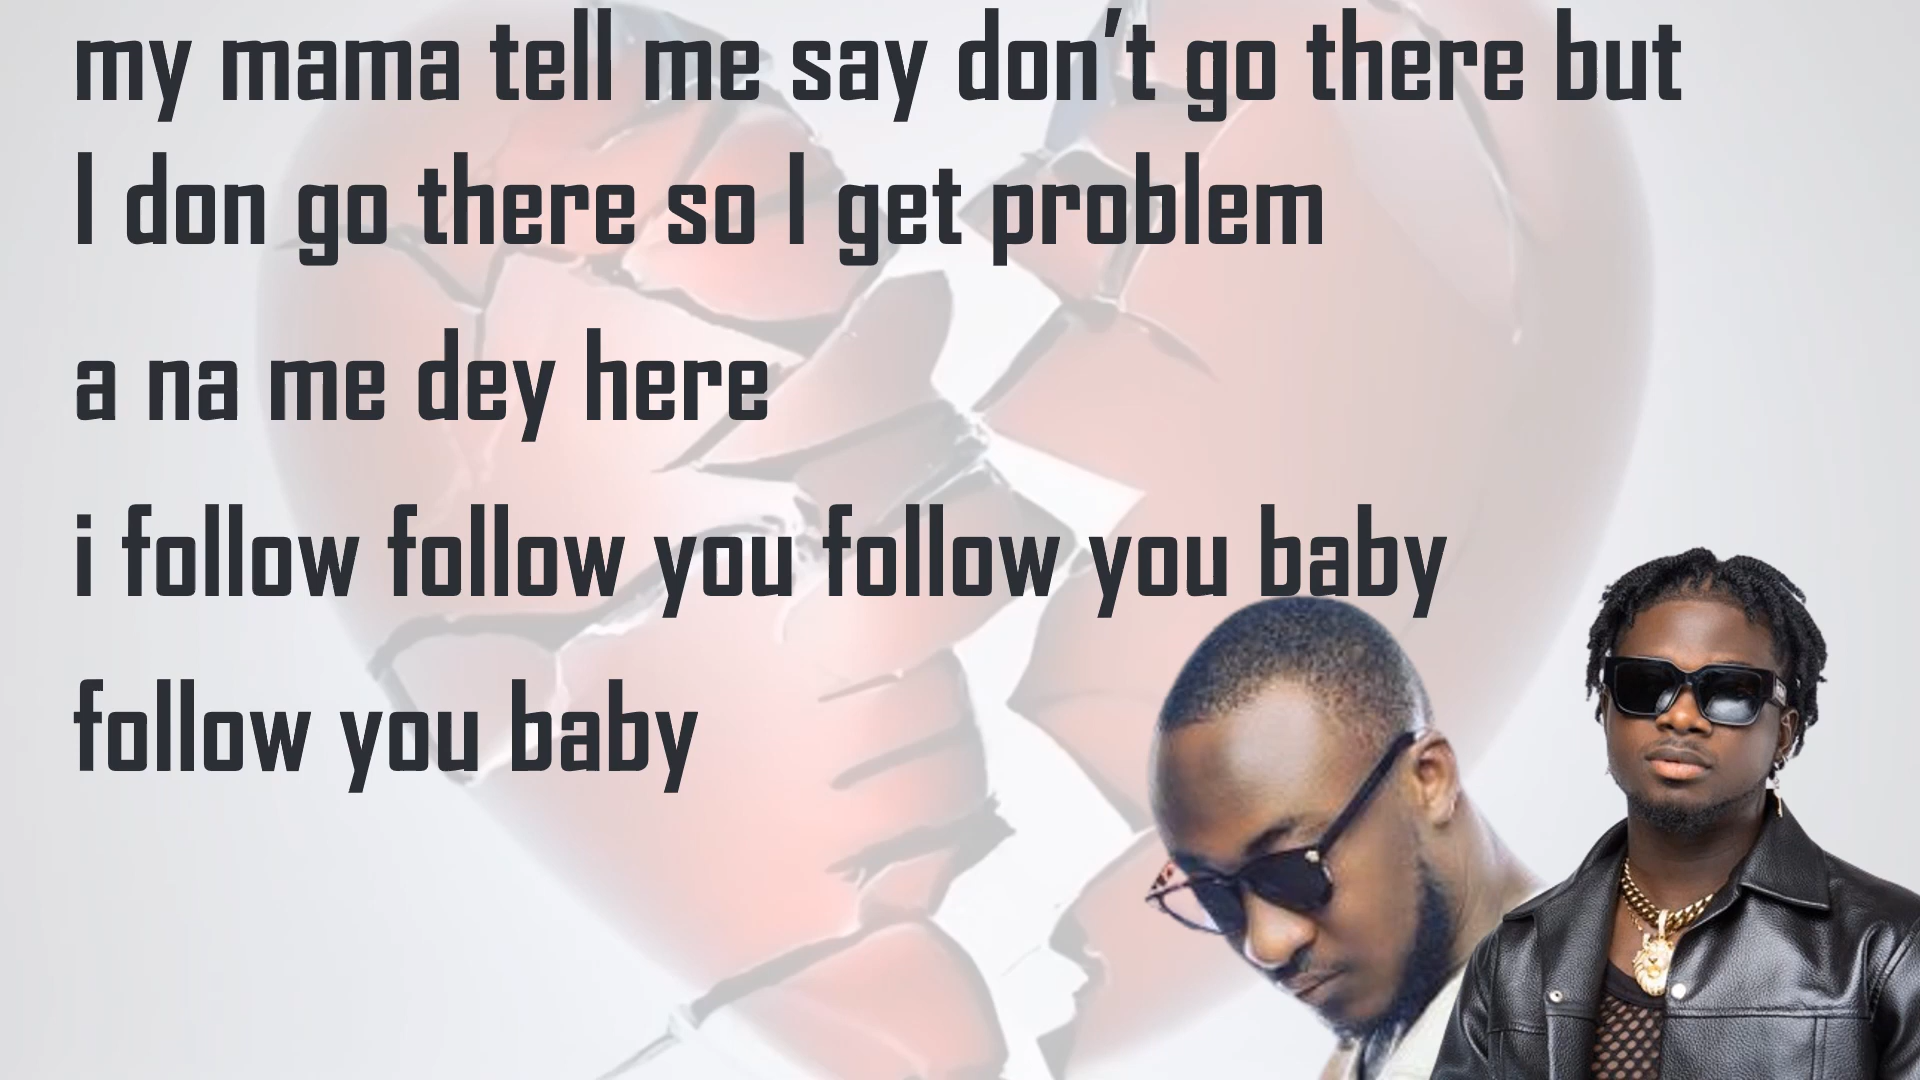 my mama tell me say don’t go there but
I don go there so I get problem
a na me dey here
i follow follow you follow you baby
follow you baby